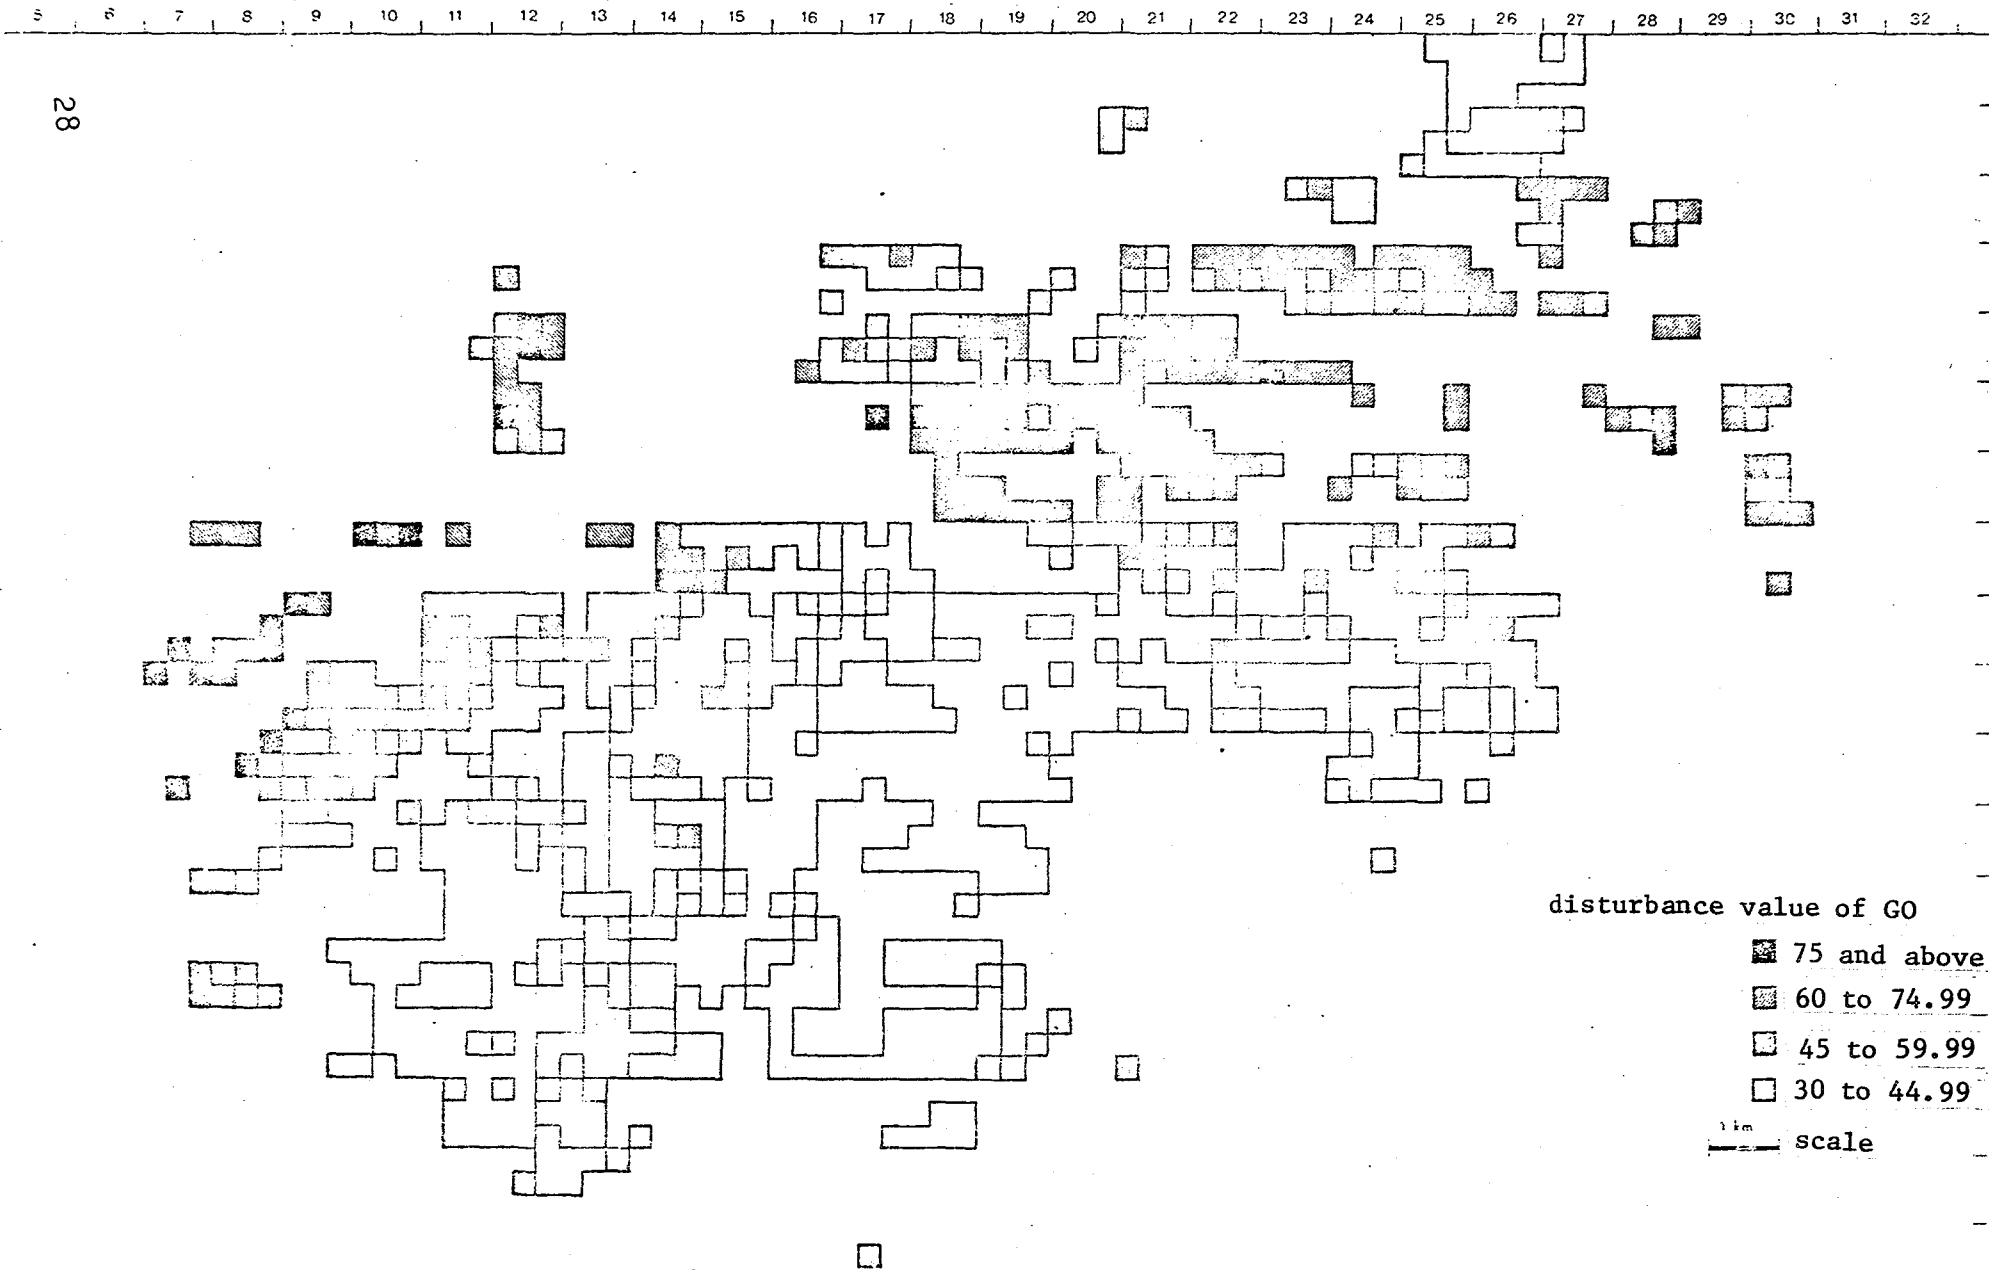 5 6 7 8 9 10 11 12 13 14 15 16 17 18 19 20 21 22 23 24 25 26 27 28 29 30 31 32
28
disturbance value of GO
75 and above
60 to 74.99
45 to 59.99
30 to 44.99
1 km
scale